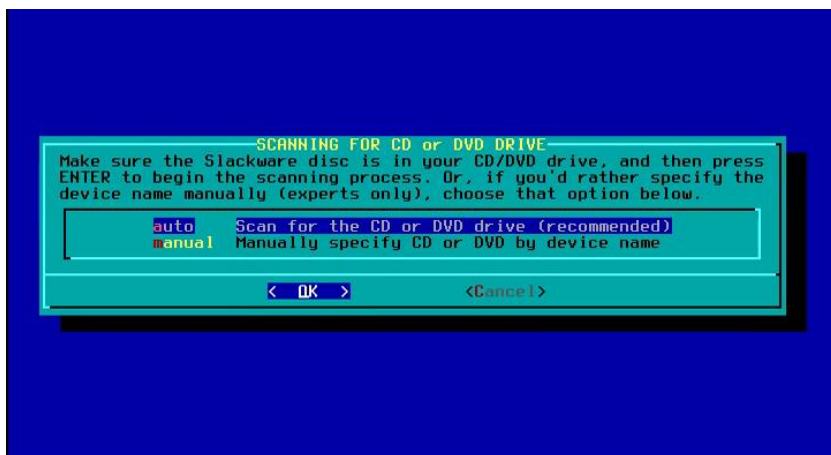 SCANNING FOR CD or DVD DRIVE
Make sure the Slackware disc is in your CD/DVD drive, and then press
ENTER to begin the scanning process. Or, if you'd rather specify the
device name manually (experts only), choose that option below.
auto Scan for the CD or DVD drive (recommended)
manual Manually specify CD or DVD by device name
< OK > <Cancel>